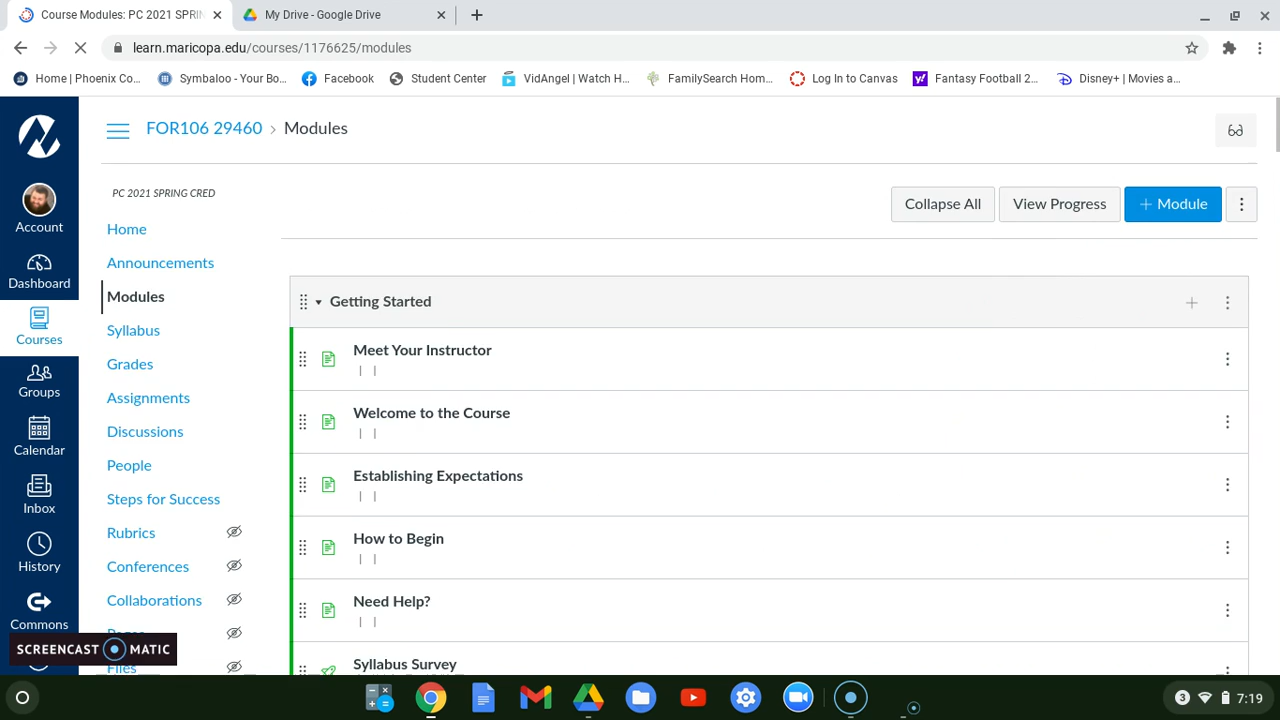 Course Modules: PC 2021 SPRIN
My Drive - Google Drive
learn.maricopa.edu/courses/1176625/modules
Home | Phoenix Co...
Symbaloo - Your Bo...
Facebook
Student Center
VidAngel | Watch H...
FamilySearch Hom...
Log In to Canvas
Fantasy Football 2...
Disney+ | Movies a...
FOR106 29460 > Modules
PC 2021 SPRING CRED
Collapse All
View Progress
+ Module
Account
Dashboard
Courses
Groups
Calendar
Inbox
History
Commons
Home
Announcements
Modules
Syllabus
Grades
Assignments
Discussions
People
Steps for Success
Rubrics
Conferences
Collaborations
Pages
Files
Getting Started
Meet Your Instructor
| |
Welcome to the Course
| |
Establishing Expectations
| |
How to Begin
| |
Need Help?
| |
Syllabus Survey
SCREENCAST MATIC
3
7:19